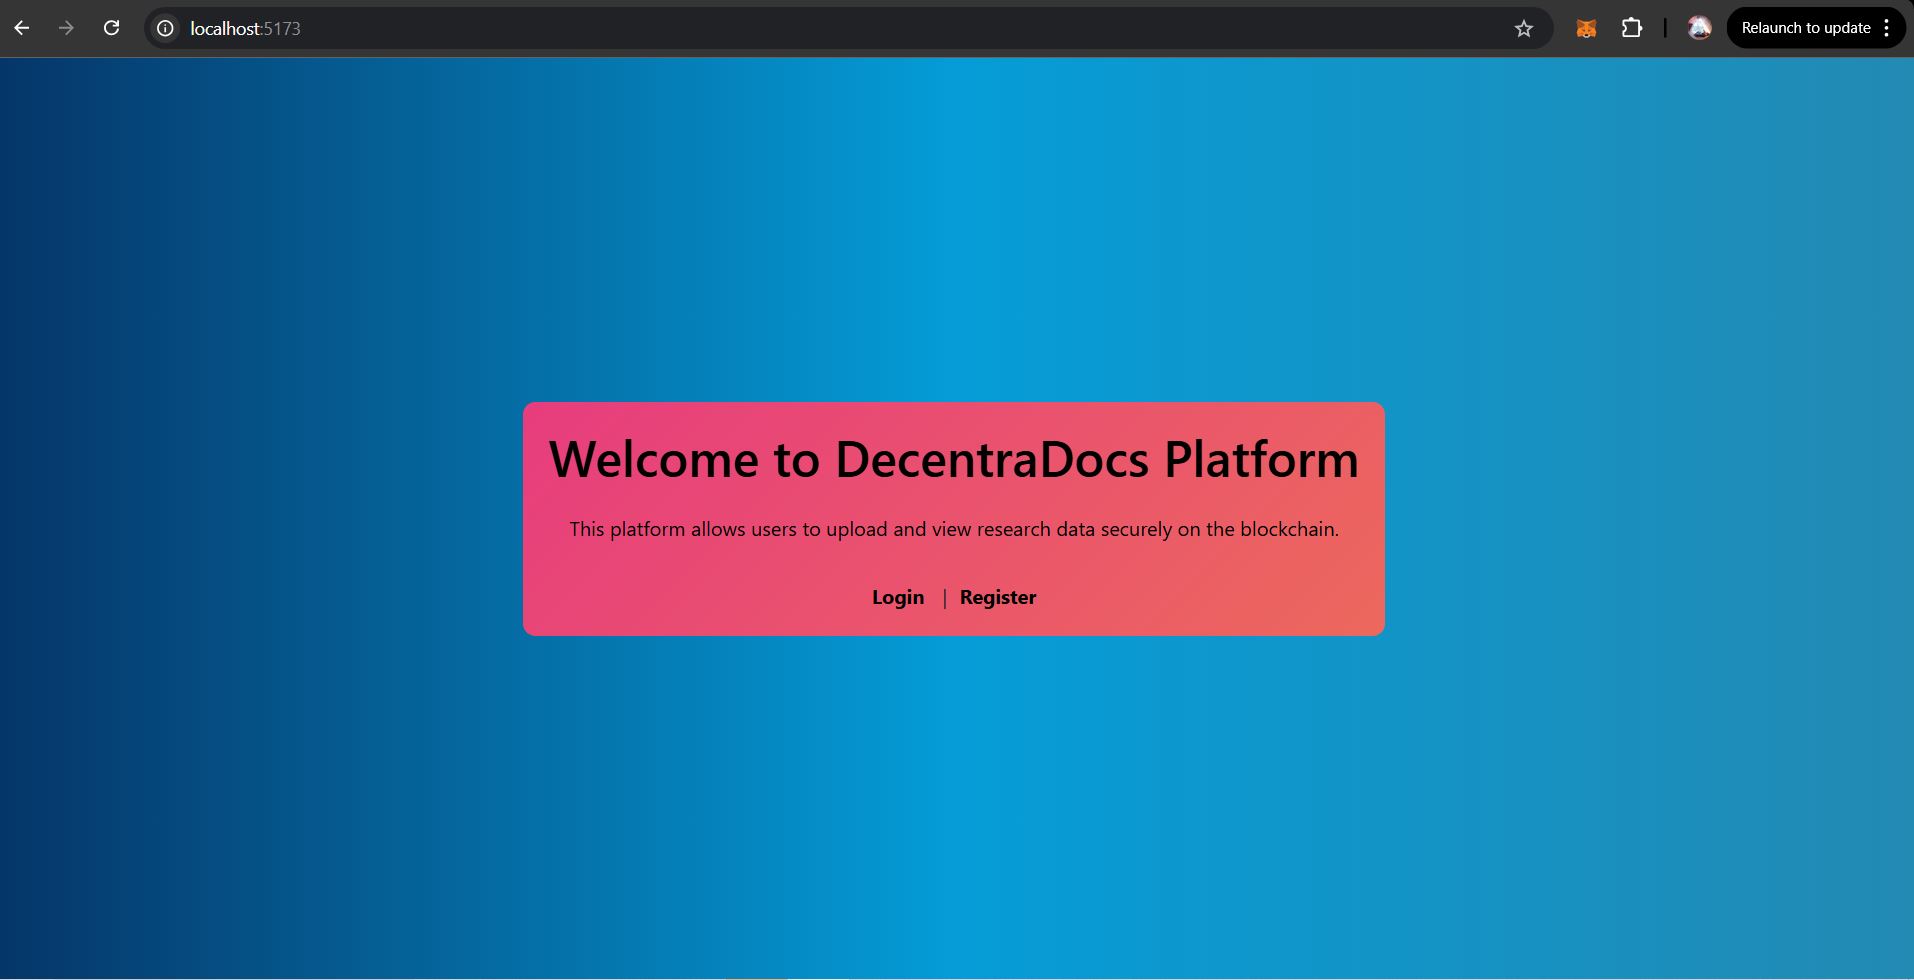 localhost:5173
Relaunch to update
Welcome to DecentraDocs Platform
This platform allows users to upload and view research data securely on the blockchain.
Login | Register